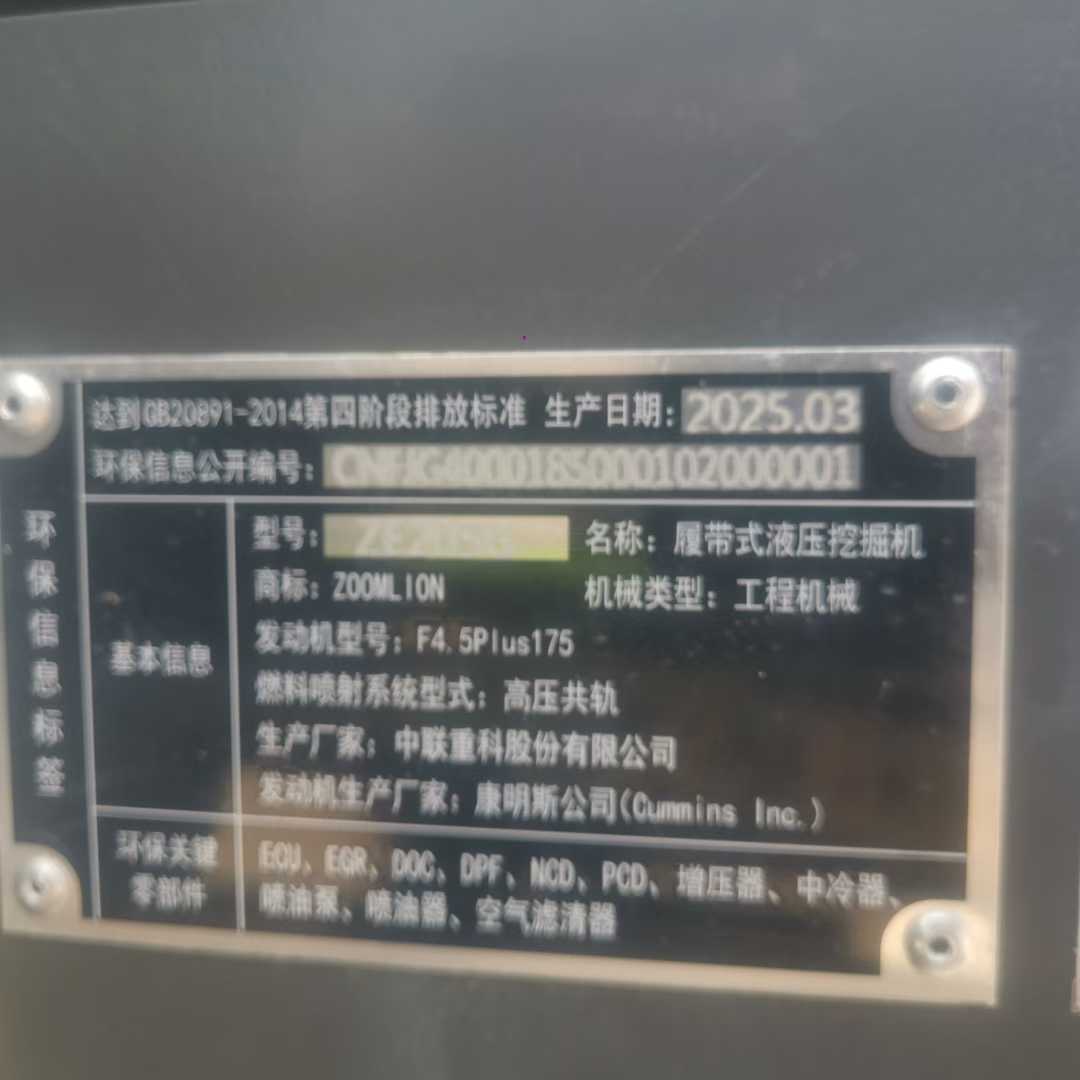 达到GB20891-2014第四阶段排放标准 生产日期: 2025.03
环保信息公开编号:
环保信息标签
基本信息
型号: 名称: 履带式液压挖掘机
商标: ZOOMLION 机械类型: 工程机械
发动机型号: F4.5Plus175
燃料喷射系统型式: 高压共轨
生产厂家: 中联重科股份有限公司
发动机生产厂家: 康明斯公司(Cummins Inc.)
环保关键
零部件
ECU、EGR、DOC、DPF、NCD、PCD、增压器、中冷器、
喷油泵、喷油器、空气滤清器